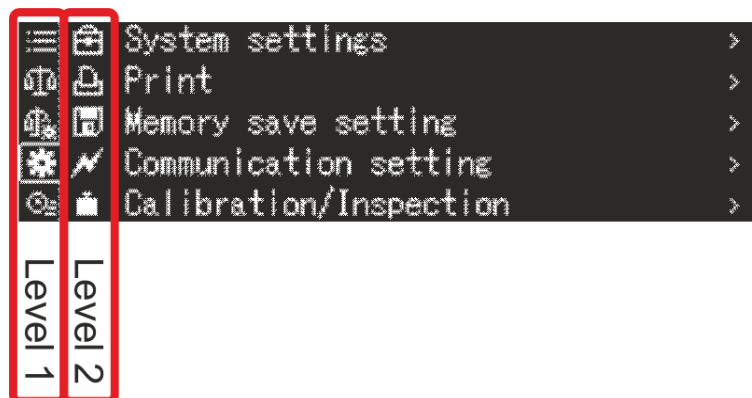 System settings >
Print >
Memory save setting >
Communication setting >
Calibration/Inspection >
Level 1
Level 2